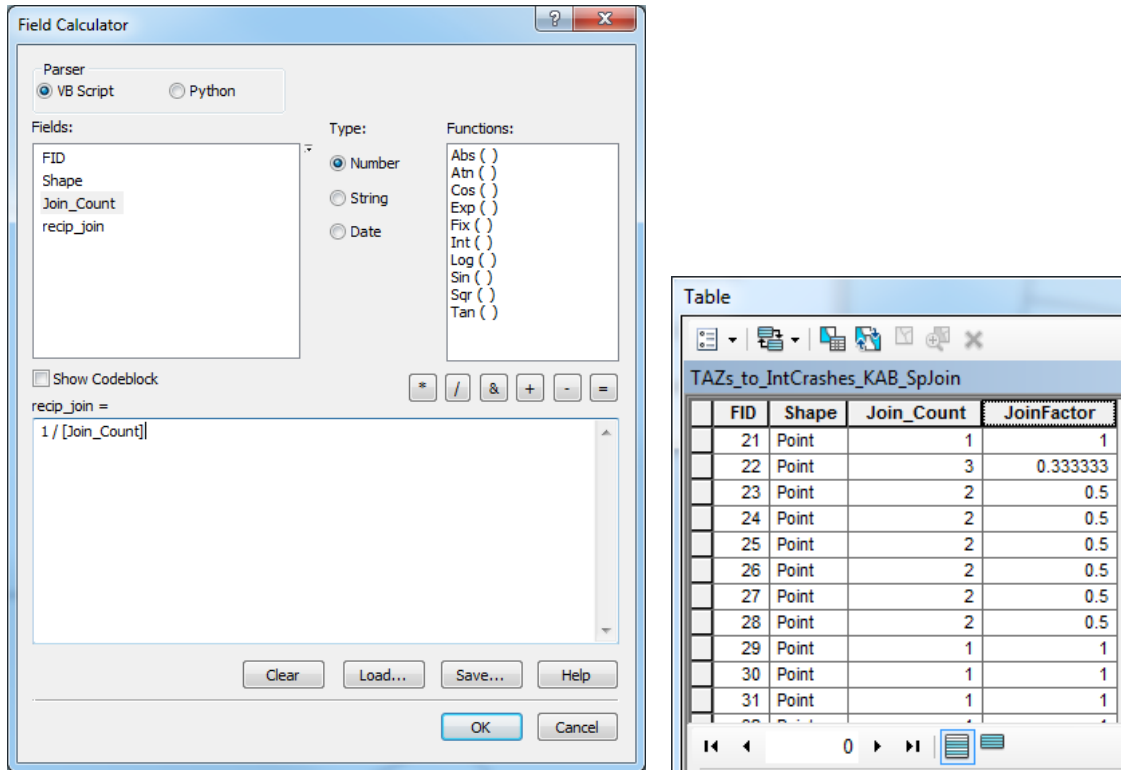 Field Calculator
Parser
VB Script Python
Fields: Type: Functions:
FID
Shape
Join_Count
recip_join
Number
String
Date
Abs ( )
Atn ( )
Cos ( )
Exp ( )
Fix ( )
Int ( )
Log ( )
Sin ( )
Sqr ( )
Tan ( )
Show Codeblock
* / & + - =
recip_join =
1 / [Join_Count]
Clear Load... Save... Help
OK Cancel
Table
TAZs_to_IntCrashes_KAB_SpJoin
FID Shape Join_Count JoinFactor
21 Point 1 1
22 Point 3 0.333333
23 Point 2 0.5
24 Point 2 0.5
25 Point 2 0.5
26 Point 2 0.5
27 Point 2 0.5
28 Point 2 0.5
29 Point 1 1
30 Point 1 1
31 Point 1 1
0